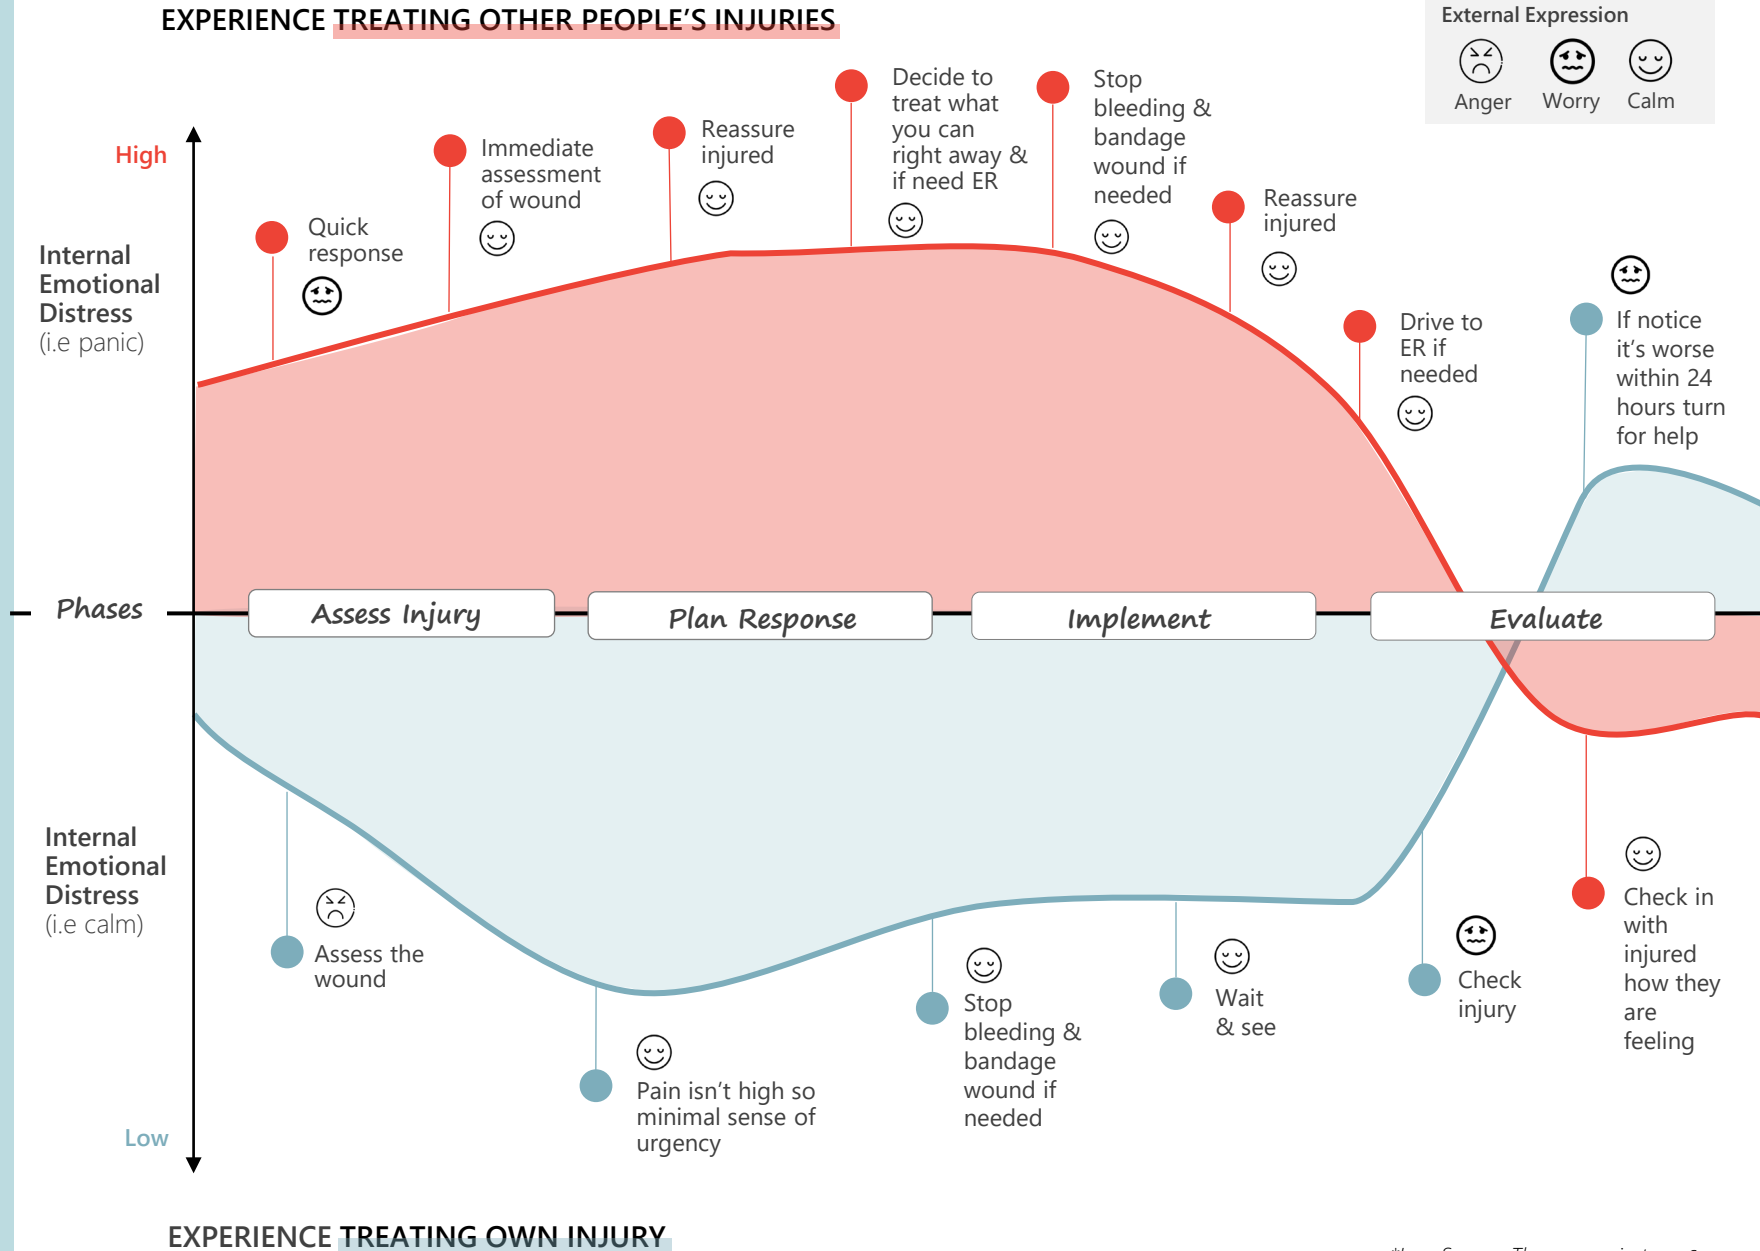 EXPERIENCE TREATING OTHER PEOPLE'S INJURIES
External Expression
Anger
Worry
Calm
High
Internal
Emotional
Distress
(i.e panic)
Quick
response
Immediate
assessment
of wound
Reassure
injured
Decide to
treat what
you can
right away &
if need ER
Stop
bleeding &
bandage
wound if
needed
Reassure
injured
Drive to
ER if
needed
If notice
it's worse
within 24
hours turn
for help
Phases
Assess Injury
Plan Response
Implement
Evaluate
Internal
Emotional
Distress
(i.e calm)
Low
Assess the
wound
Pain isn't high so
minimal sense of
urgency
Stop
bleeding &
bandage
wound if
needed
Wait
& see
Check
injury
Check in
with
injured
how they
are
feeling
EXPERIENCE TREATING OWN INJURY